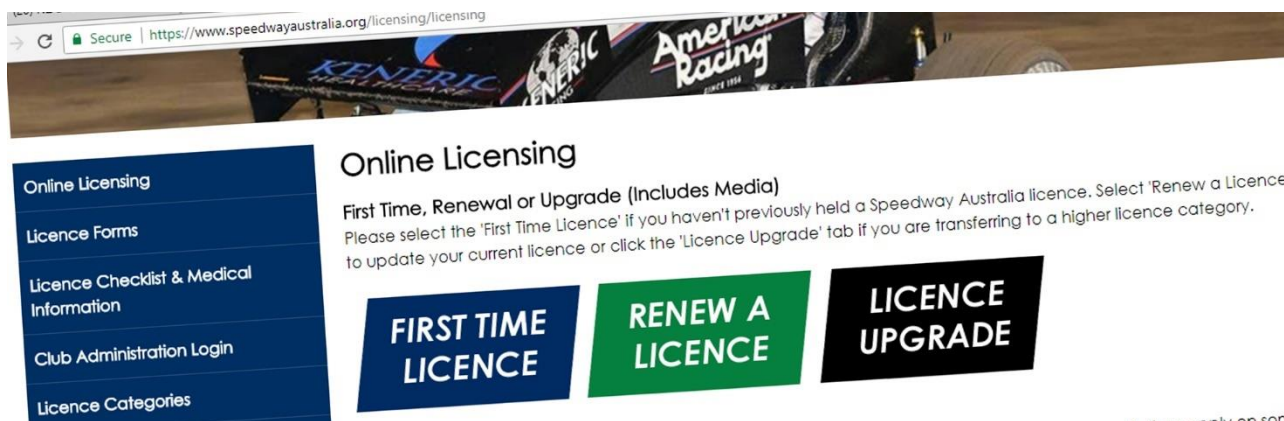 Secure | https://www.speedwayaustralia.org/licensing/licensing
KENERIC
HEALTHCARE
KENERIC
RACING
American
Racing
SINCE 1956
Online Licensing
Licence Forms
Licence Checklist & Medical
Information
Club Administration Login
Licence Categories
Online Licensing
First Time, Renewal or Upgrade (Includes Media)
Please select the 'First Time Licence' if you haven't previously held a Speedway Australia licence. Select 'Renew a Licence
to update your current licence or click the 'Licence Upgrade' tab if you are transferring to a higher licence category.
FIRST TIME
LICENCE
RENEW A
LICENCE
LICENCE
UPGRADE